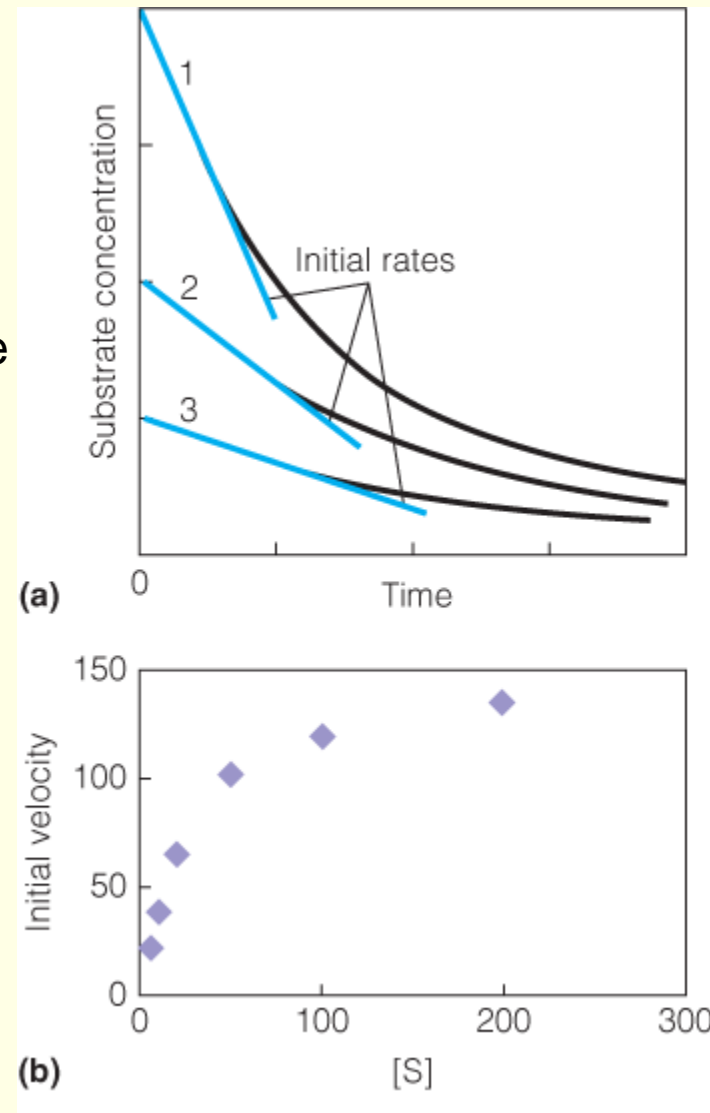 1
Initial rates
2
e
3
Substrate concentration
0
Time
(a)
150
100
50
0
Initial velocity
0 100 200 300
[S]
(b)